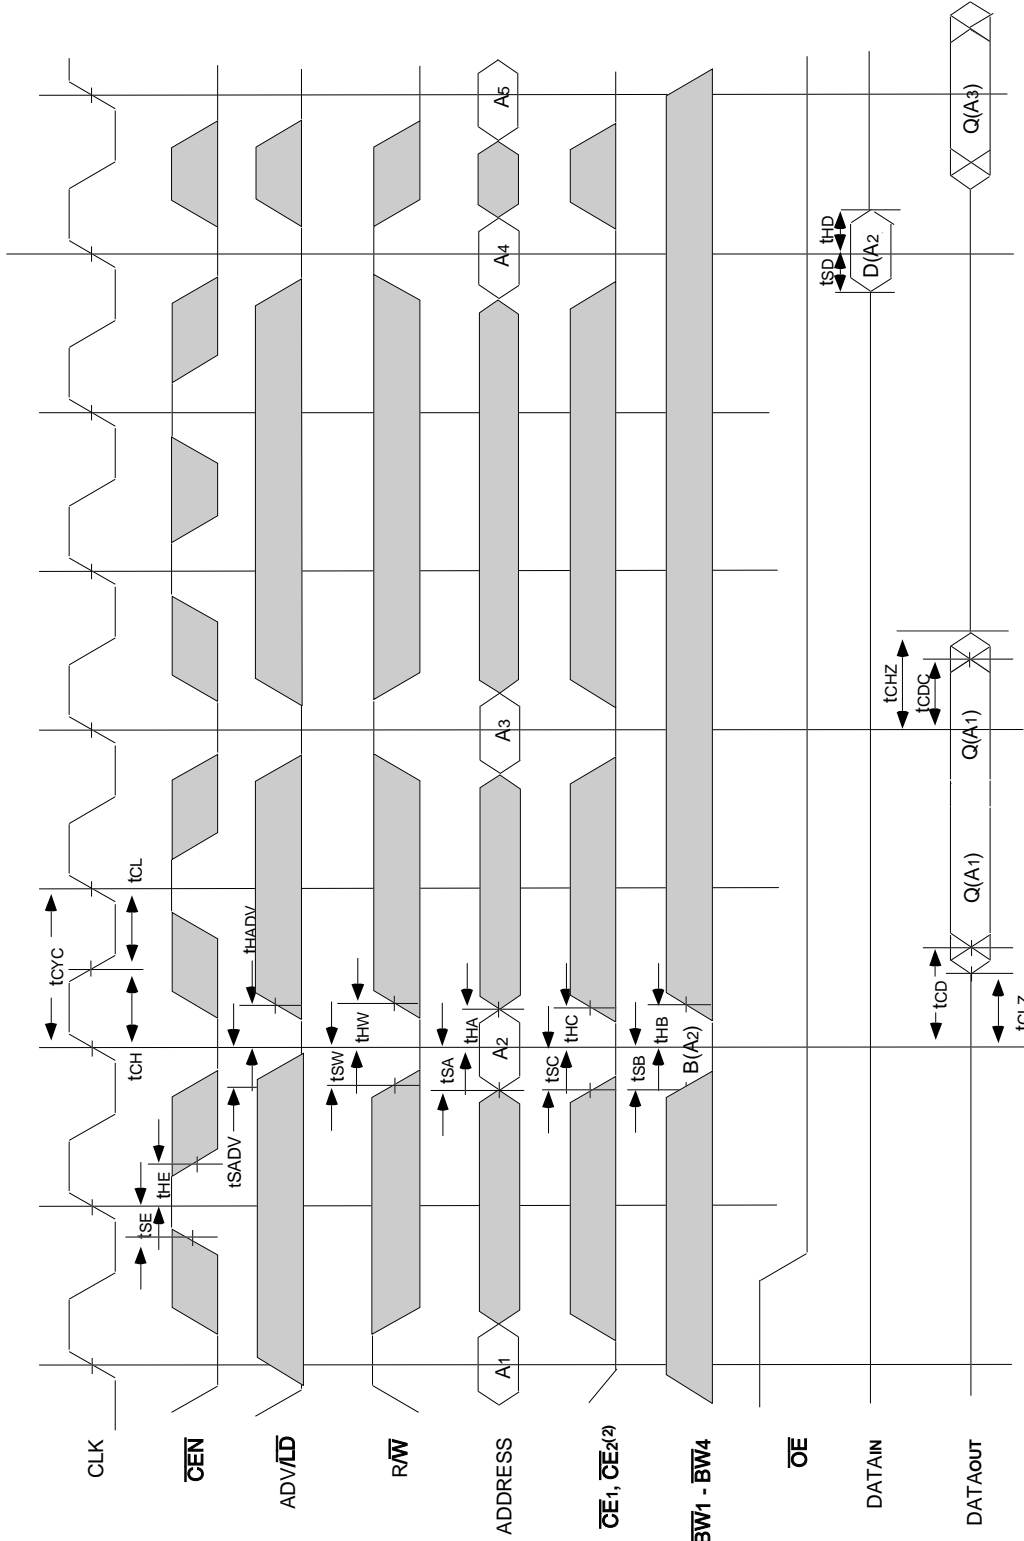 CLK
tCYC
tCH
tCL
CEN
tSE
tHE
ADV/LD
tSADV
tHADV
R/W
tSW
tHW
ADDRESS
A1
A2
A3
A4
A5
tSA
tHA
CE1, CE2(2)
tSC
tHC
BW1 - BW4
tSB
tHB
B(A2)
OE
DATAIN
D(A2
tSD
tHD
DATAOUT
tCD
tCLZ
Q(A1)
Q(A1)
tCHZ
tCDC
Q(A3)